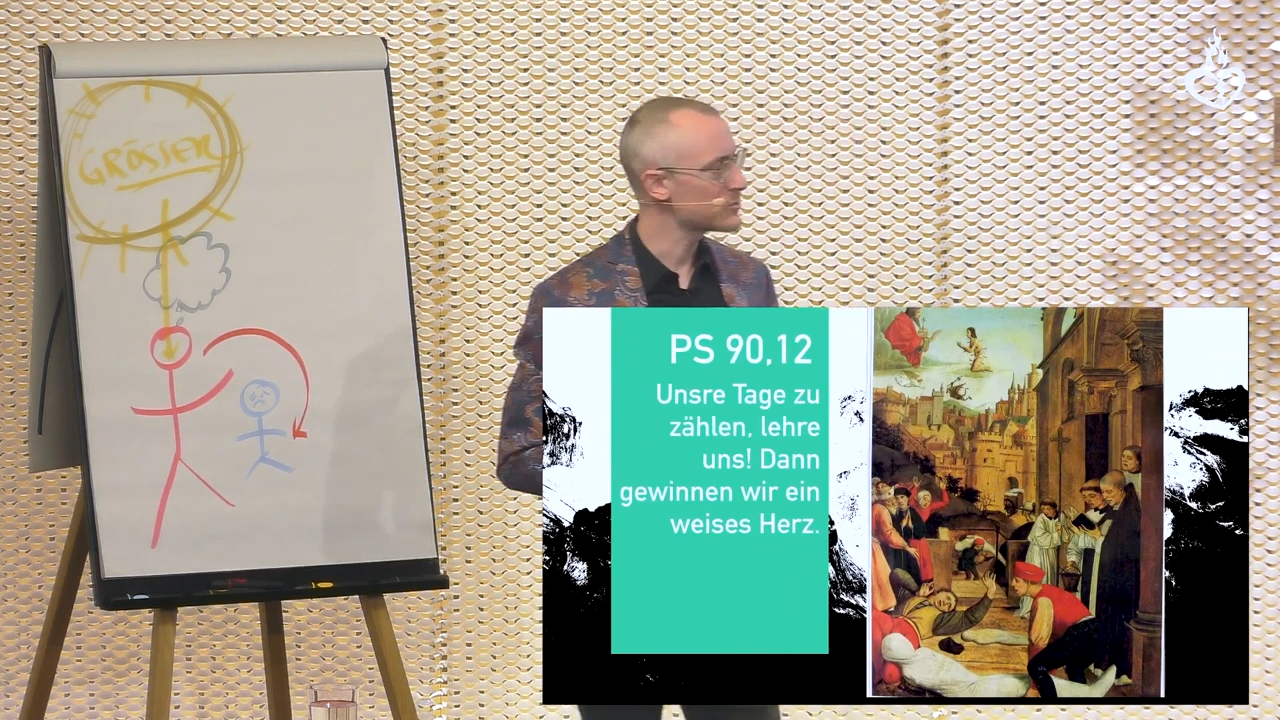 GRÖSSER
PS 90,12
Unsre Tage zu
zählen, lehre
uns! Dann
gewinnen wir ein
weises Herz.